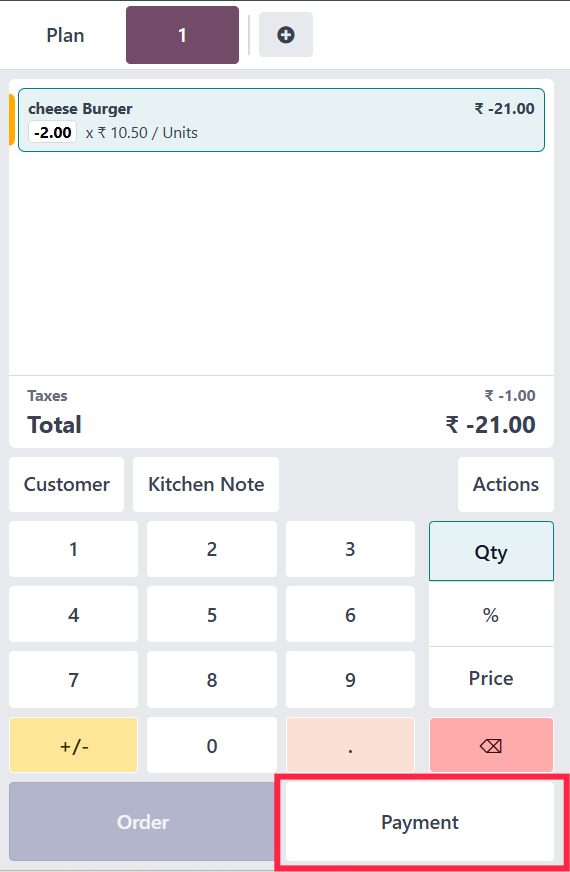 Plan 1
cheese Burger ₹ -21.00
-2.00 x ₹ 10.50 / Units
Taxes ₹ -1.00
Total ₹ -21.00
Customer Kitchen Note Actions
1 2 3 Qty
4 5 6 %
7 8 9 Price
+/- 0 . ⌫
Order Payment